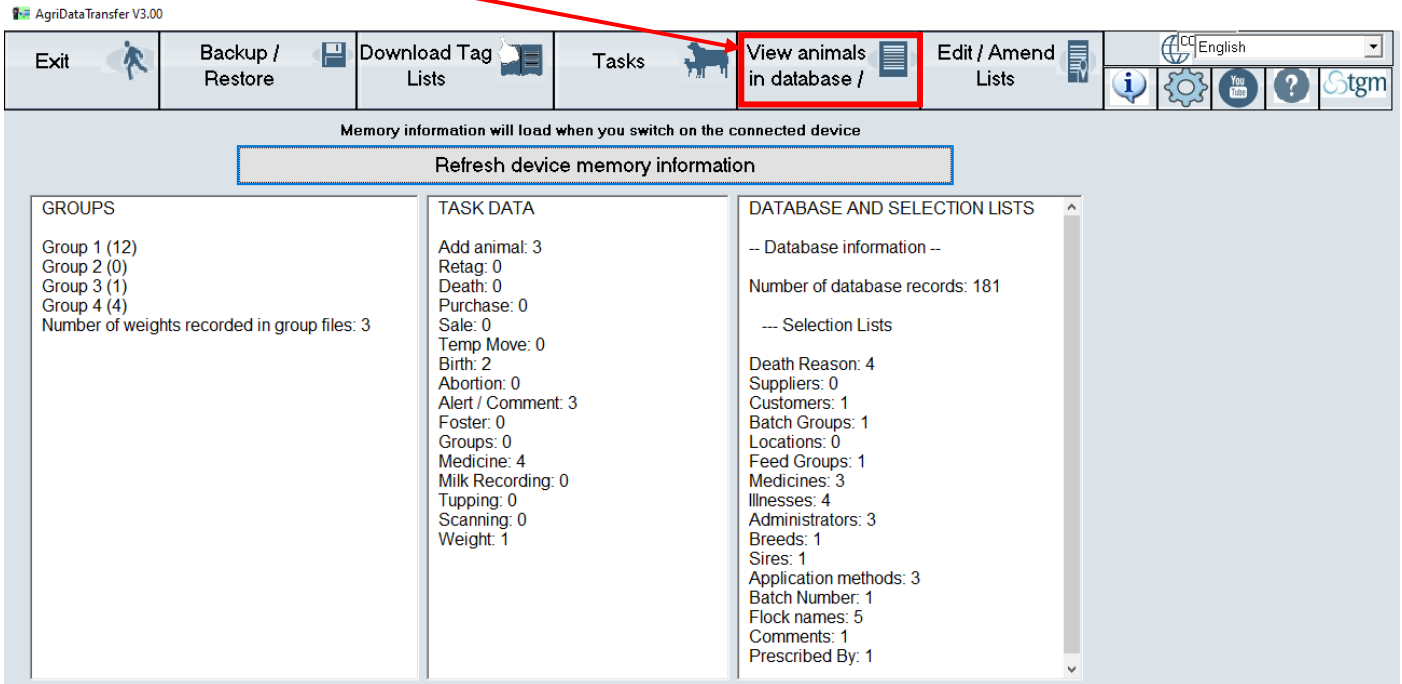 AgriDataTransfer V3.00
Exit
Backup /
Restore
Download Tag
Lists
Tasks
View animals
in database /
Edit / Amend
Lists
CC
English
You
Tube
?
tgm
Memory information will load when you switch on the connected device
Refresh device memory information
GROUPS
Group 1 (12)
Group 2 (0)
Group 3 (1)
Group 4 (4)
Number of weights recorded in group files: 3
TASK DATA
Add animal: 3
Retag: 0
Death: 0
Purchase: 0
Sale: 0
Temp Move: 0
Birth: 2
Abortion: 0
Alert / Comment: 3
Foster: 0
Groups: 0
Medicine: 4
Milk Recording: 0
Tupping: 0
Scanning: 0
Weight: 1
DATABASE AND SELECTION LISTS
-- Database information --
Number of database records: 181
--- Selection Lists
Death Reason: 4
Suppliers: 0
Customers: 1
Batch Groups: 1
Locations: 0
Feed Groups: 1
Medicines: 3
Illnesses: 4
Administrators: 3
Breeds: 1
Sires: 1
Application methods: 3
Batch Number: 1
Flock names: 5
Comments: 1
Prescribed By: 1